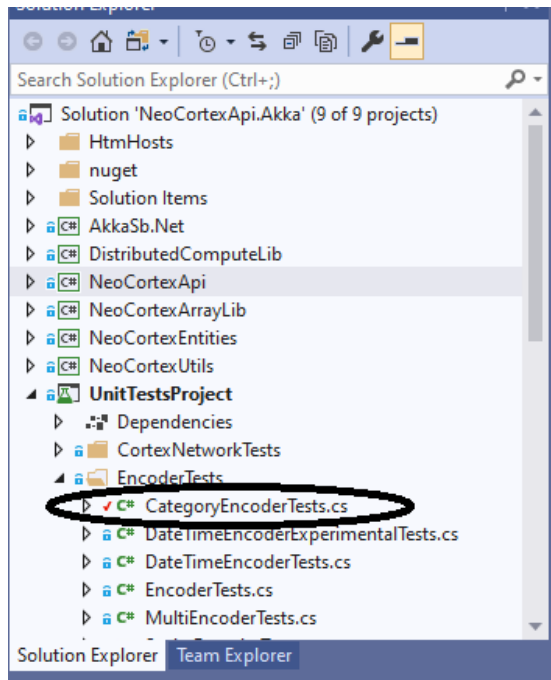 Solution Explorer
Search Solution Explorer (Ctrl+;)
Solution 'NeoCortexApi.Akka' (9 of 9 projects)
HtmHosts
nuget
Solution Items
C# AkkaSb.Net
C# DistributedComputeLib
C# NeoCortexApi
C# NeoCortexArrayLib
C# NeoCortexEntities
C# NeoCortexUtils
UnitTestsProject
Dependencies
CortexNetworkTests
EncoderTests
C# CategoryEncoderTests.cs
C# DateTimeEncoderExperimentalTests.cs
C# DateTimeEncoderTests.cs
C# EncoderTests.cs
C# MultiEncoderTests.cs
Solution Explorer Team Explorer